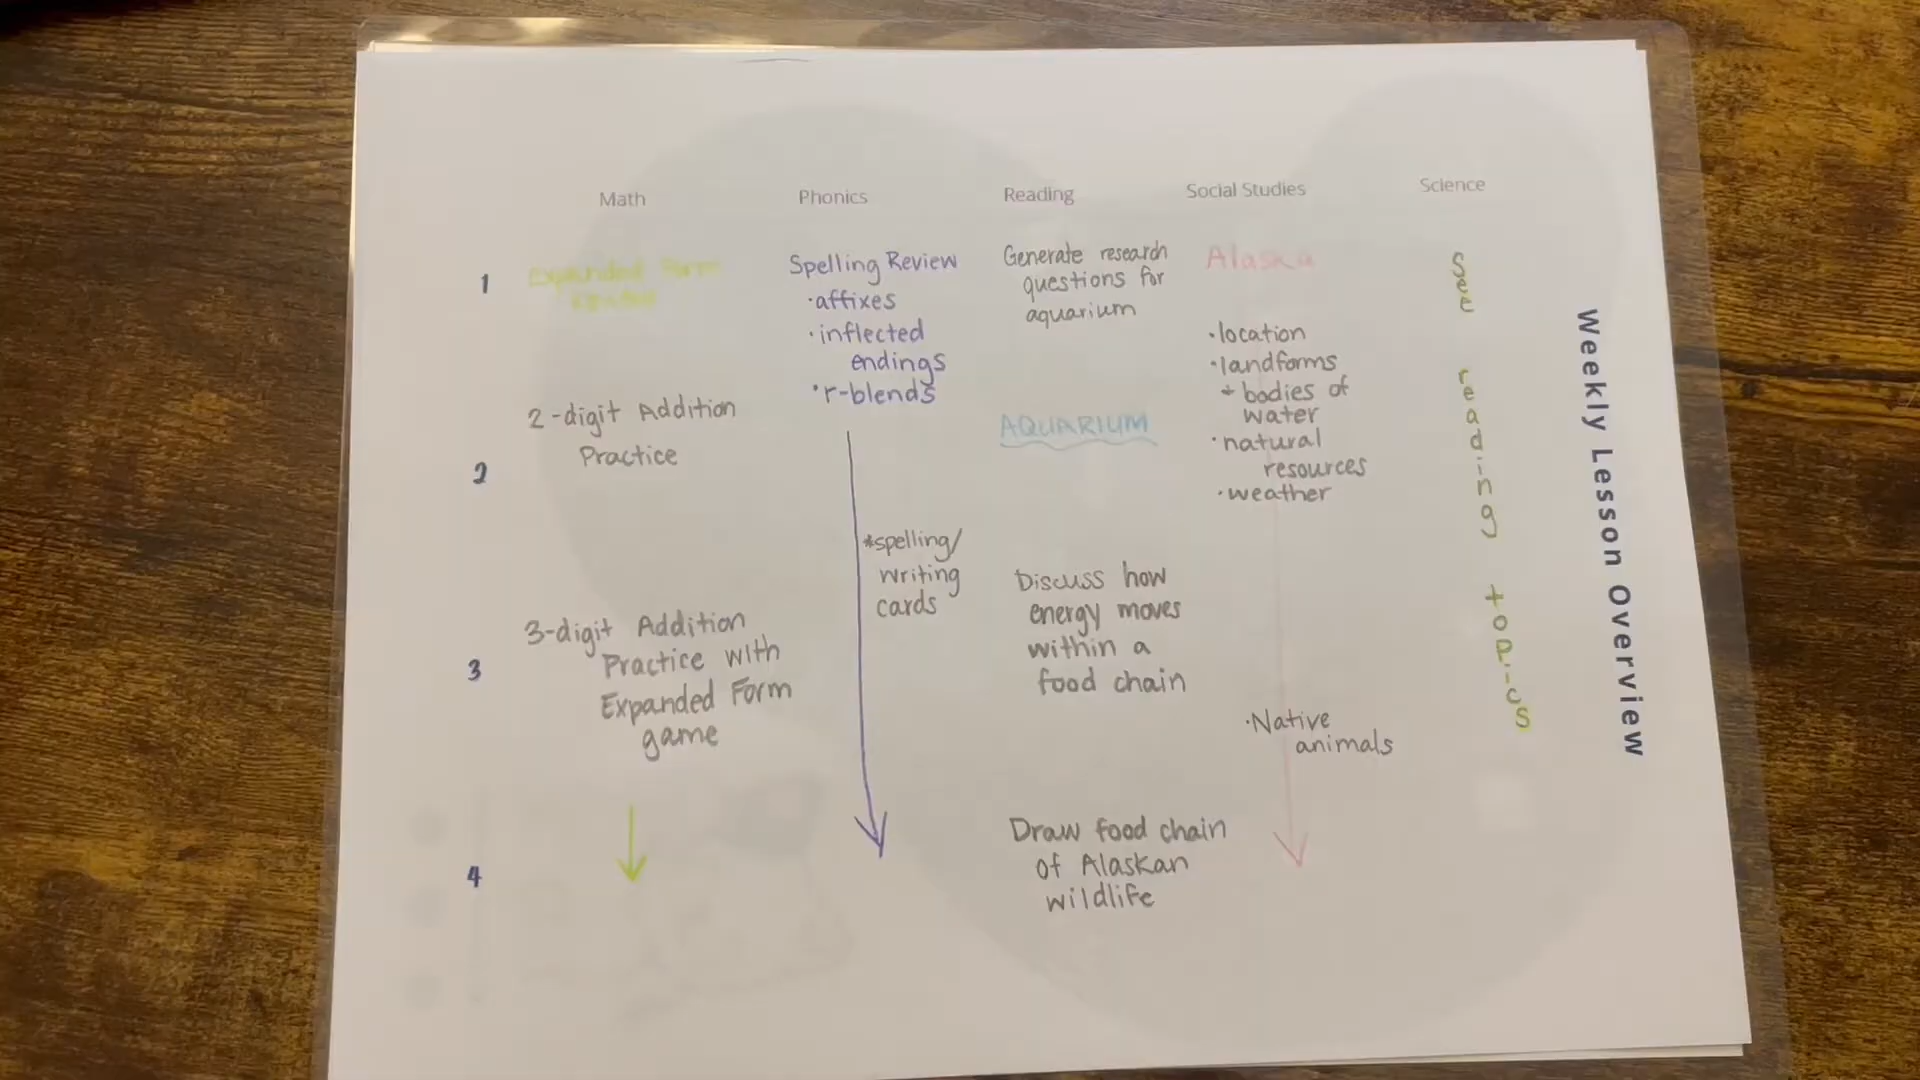 Weekly Lesson Overview
Math
Phonics
Reading
Social Studies
Science
1
Expanded Form
Spelling Review
·affixes
·inflected
endings
·r-blends
Generate research
questions for
aquarium
Alaska
·location
·landforms
+ bodies of
water
·natural
resources
·weather
See reading topics
2
2-digit Addition
Practice
AQUARIUM
*spelling/
writing
cards
3
3-digit Addition
Practice with
Expanded Form
game
Discuss how
energy moves
within a
food chain
·Native
animals
4
Draw food chain
of Alaskan
wildlife